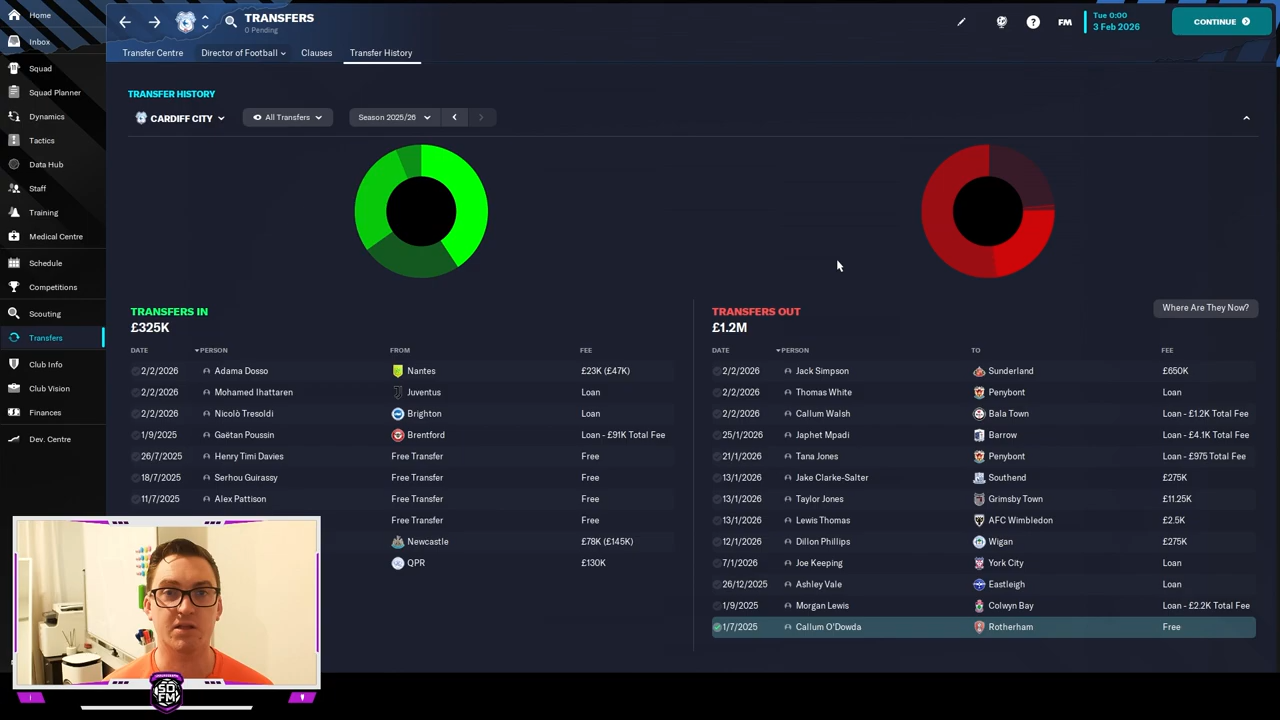 Home
Inbox
Squad
Squad Planner
Dynamics
Tactics
Data Hub
Staff
Training
Medical Centre
Schedule
Competitions
Scouting
Transfers
Club Info
Club Vision
Finances
Dev. Centre
TRANSFERS
0 Pending
FM
Tue 0:00
3 Feb 2026
CONTINUE
Transfer Centre Director of Football Clauses Transfer History
TRANSFER HISTORY
CARDIFF CITY All Transfers Season 2025/26
TRANSFERS IN
£325K
DATE PERSON FROM FEE
2/2/2026 Adama Dosso Nantes £23K (£47K)
2/2/2026 Mohamed Ihattaren Juventus Loan
2/2/2026 Nicolò Tresoldi Brighton Loan
1/9/2025 Gaëtan Poussin Brentford Loan - £91K Total Fee
26/7/2025 Henry Timi Davies Free Transfer Free
18/7/2025 Serhou Guirassy Free Transfer Free
11/7/2025 Alex Pattison Free Transfer Free
Free Transfer Free
Newcastle £78K (£145K)
QPR £130K
TRANSFERS OUT
£1.2M
Where Are They Now?
DATE PERSON TO FEE
2/2/2026 Jack Simpson Sunderland £650K
2/2/2026 Thomas White Penybont Loan
2/2/2026 Callum Walsh Bala Town Loan - £1.2K Total Fee
25/1/2026 Japhet Mpadi Barrow Loan - £4.1K Total Fee
21/1/2026 Tana Jones Penybont Loan - £975 Total Fee
13/1/2026 Jake Clarke-Salter Southend £275K
13/1/2026 Taylor Jones Grimsby Town £11.25K
13/1/2026 Lewis Thomas AFC Wimbledon £2.5K
12/1/2026 Dillon Phillips Wigan £275K
7/1/2026 Joe Keeping York City Loan
26/12/2025 Ashley Vale Eastleigh Loan
1/9/2025 Morgan Lewis Colwyn Bay Loan - £2.2K Total Fee
1/7/2025 Callum O'Dowda Rotherham Free
SDFM